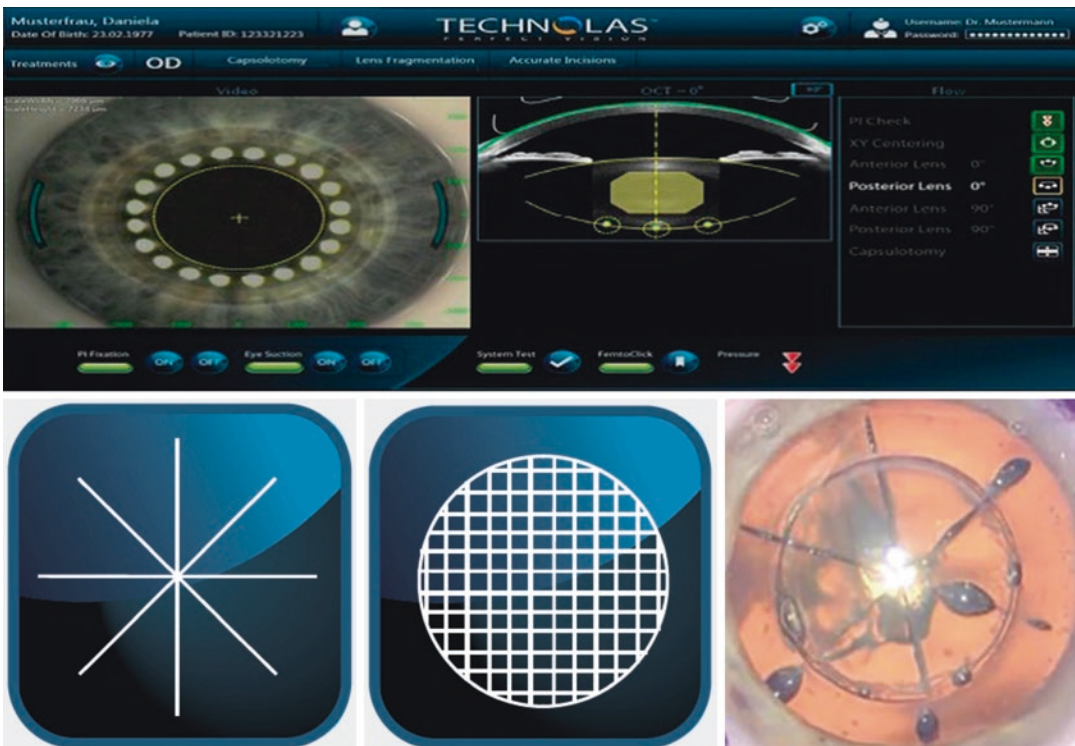 Musterfrau, Daniela
Date Of Birth: 23.02.1977 Patient ID: 123321223
TECHNOLAS
PERFECT VISION
Username: Dr. Mustermann
Password: [*************]
Treatments OD Capsolotomy Lens Fragmentation Accurate Incisions
Video
OCT - 0°
Flow
PI Check
XY Centering
Anterior Lens 0°
Posterior Lens 0°
Anterior Lens 90°
Posterior Lens 90°
Capsulotomy
PI Fixation ON OFF Eye Suction ON OFF System Test FemtoClick Pressure